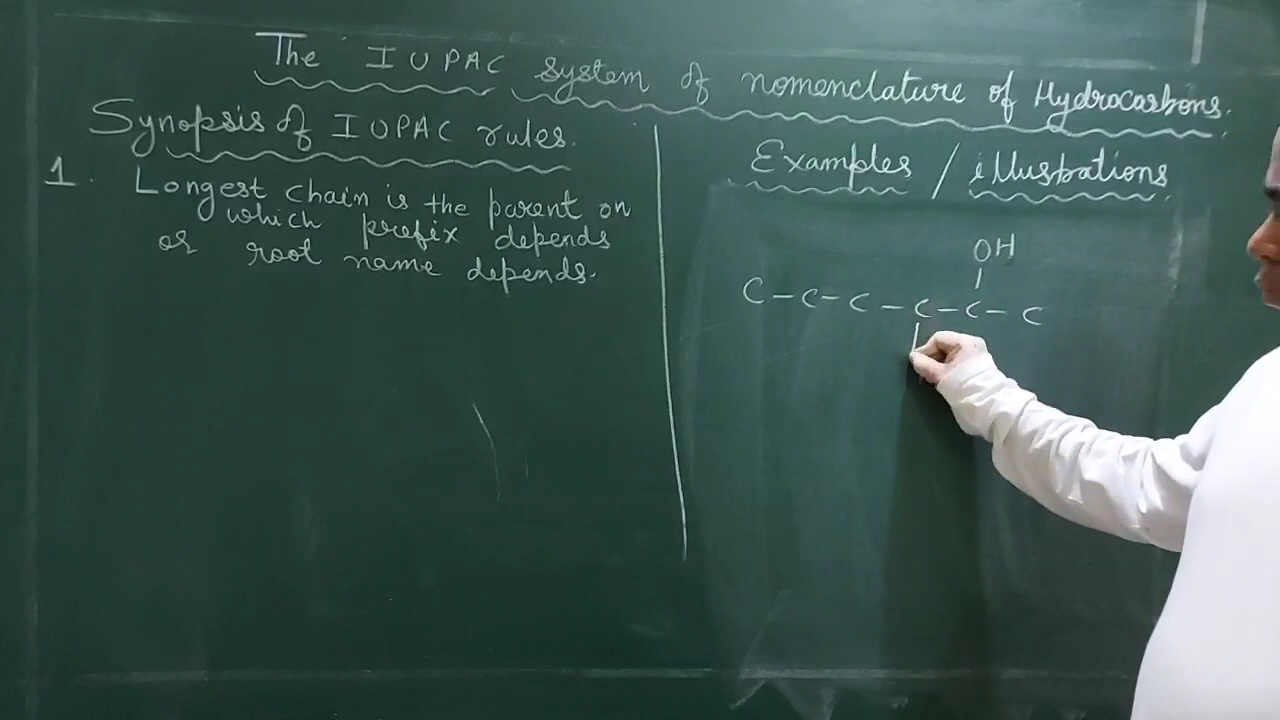 The IUPAC system of nomenclature of Hydrocarbons.
Synopsis of IUPAC rules.
1. Longest chain is the parent on
which prefix depends
or root name depends.
Examples / illustrations
OH
C-C-C-C-C-C